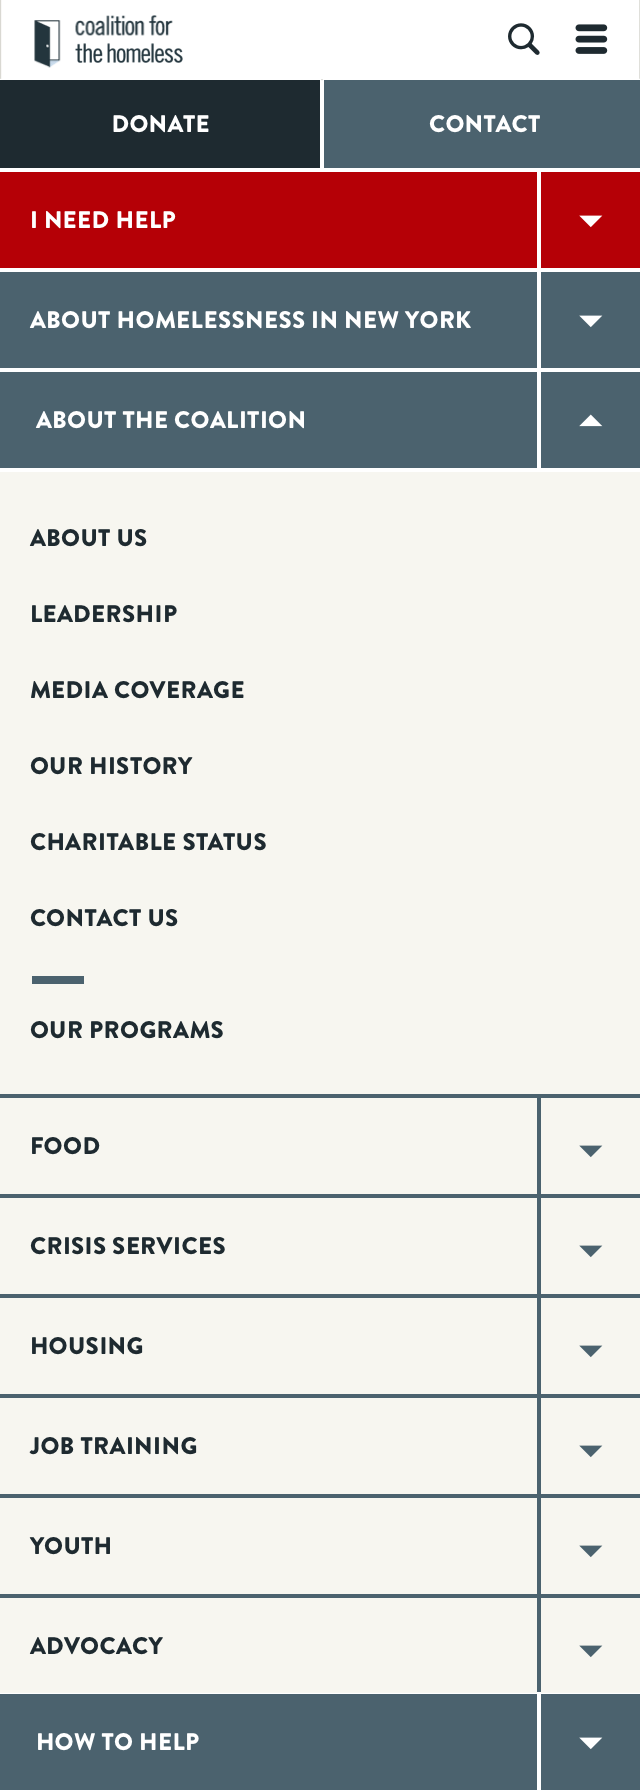 coalition for
the homeless
DONATE
CONTACT
I NEED HELP
ABOUT HOMELESSNESS IN NEW YORK
ABOUT THE COALITION
ABOUT US
LEADERSHIP
MEDIA COVERAGE
OUR HISTORY
CHARITABLE STATUS
CONTACT US
OUR PROGRAMS
FOOD
CRISIS SERVICES
HOUSING
JOB TRAINING
YOUTH
ADVOCACY
HOW TO HELP